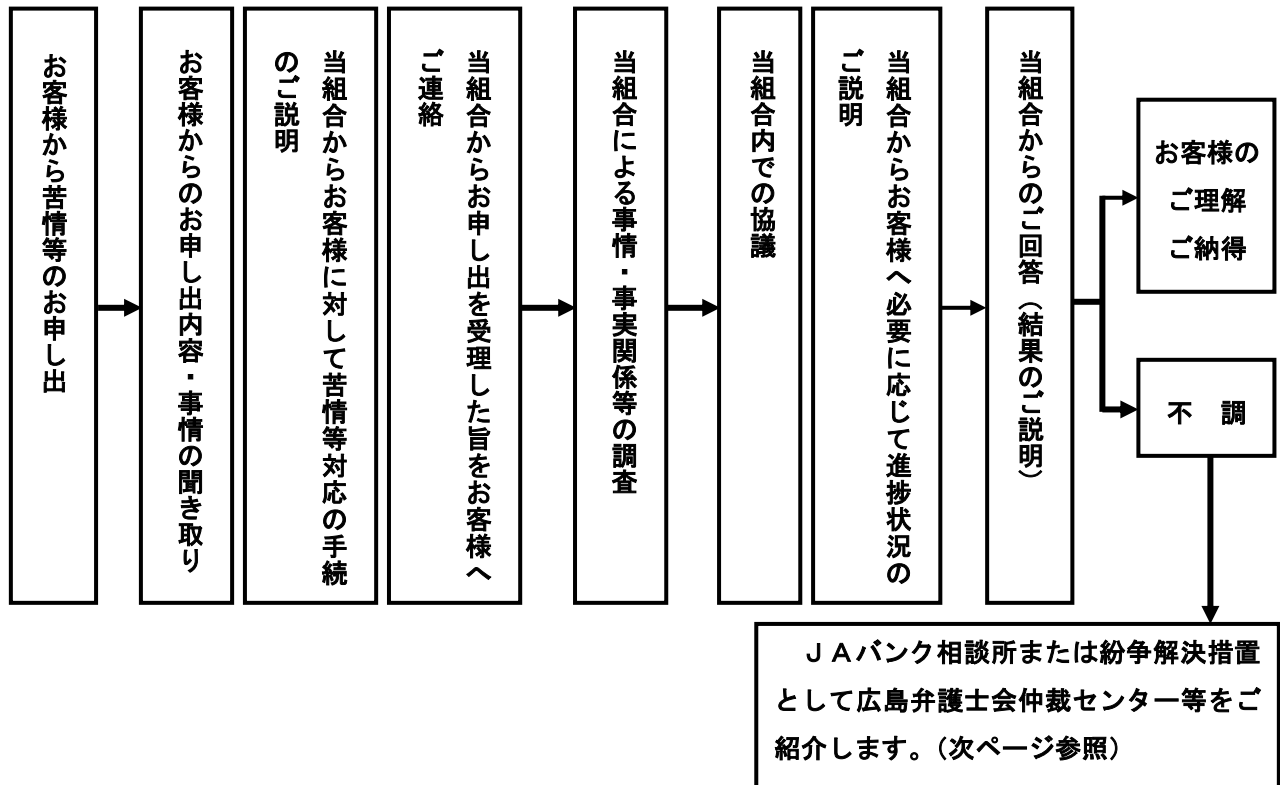 お客様から苦情等のお申し出
お客様からのお申し出内容・事情の聞き取り
当組合からお客様に対して苦情等対応の手続
のご説明
当組合からお申し出を受理した旨をお客様へ
ご連絡
当組合による事情・事実関係等の調査
当組合内での協議
当組合からお客様へ必要に応じて進捗状況の
ご説明
当組合からのご回答（結果のご説明）
お客様の
ご理解
ご納得
不　調
ＪＡバンク相談所または紛争解決措置
として広島弁護士会仲裁センター等をご
紹介します。（次ページ参照）